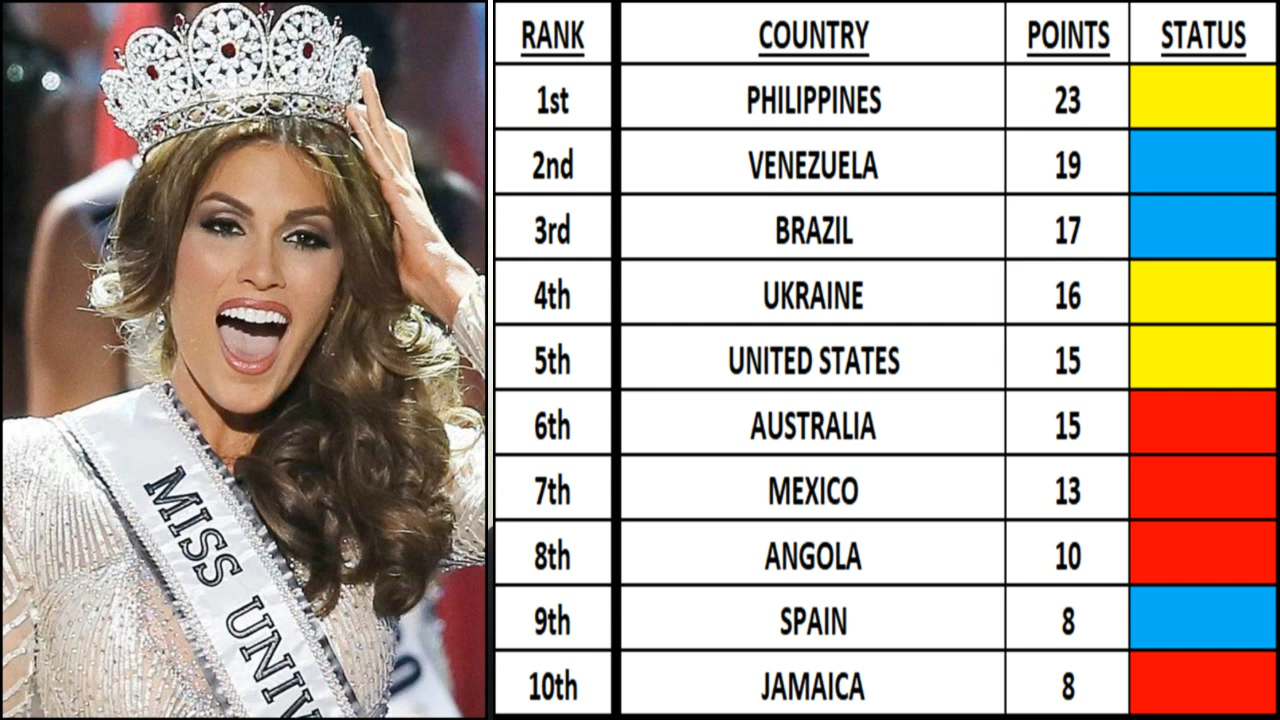 MISS UNIV
RANK COUNTRY POINTS STATUS
1st PHILIPPINES 23
2nd VENEZUELA 19
3rd BRAZIL 17
4th UKRAINE 16
5th UNITED STATES 15
6th AUSTRALIA 15
7th MEXICO 13
8th ANGOLA 10
9th SPAIN 8
10th JAMAICA 8